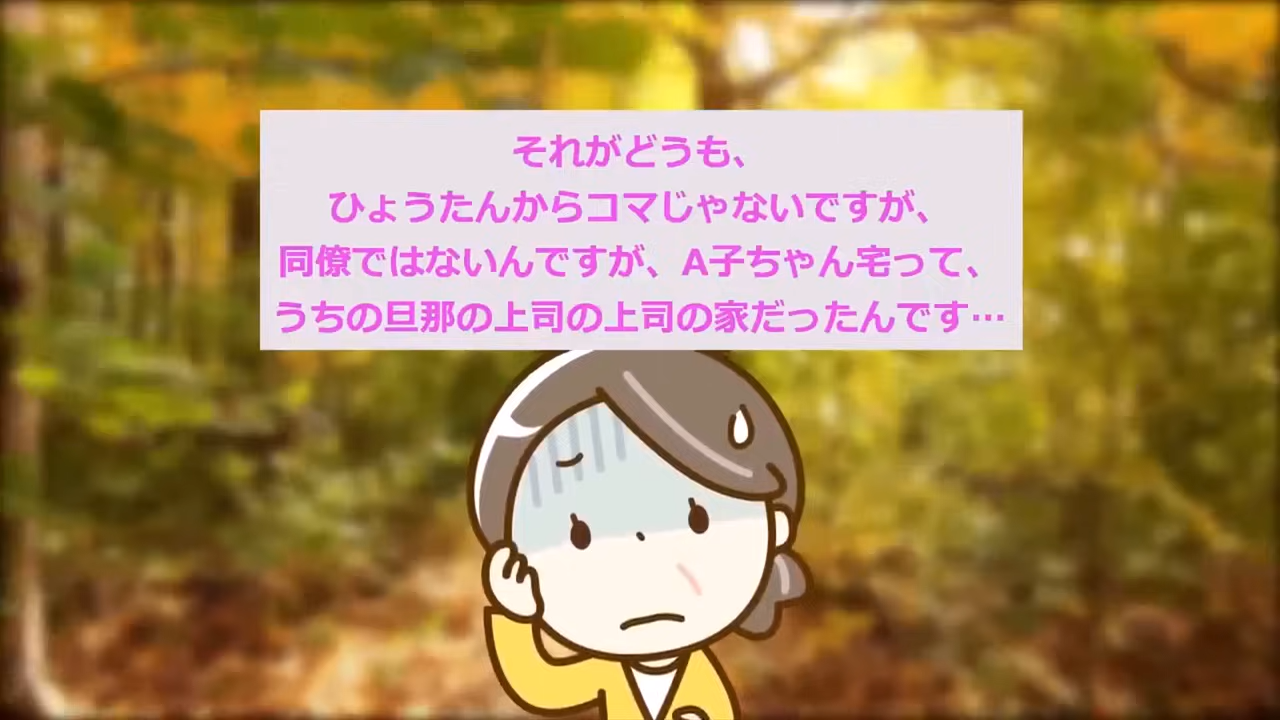 それがどうも、
ひょうたんからコマじゃないですが、
同僚ではないんですが、A子ちゃん宅って、
うちの旦那の上司の上司の家だったんです…